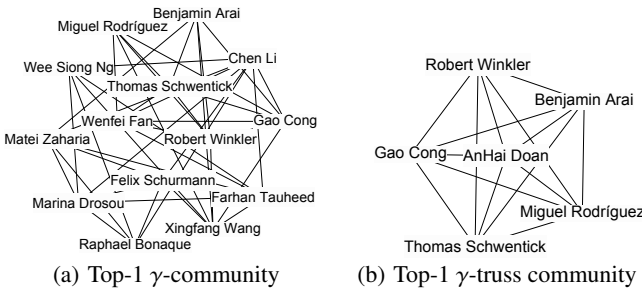 Benjamin Arai
Miguel Rodríguez
Wee Siong Ng
Chen Li
Thomas Schwentick
Wenfei Fan
Gao Cong
Matei Zaharia
Robert Winkler
Felix Schurmann
Marina Drosou
Farhan Tauheed
Xingfang Wang
Raphael Bonaque
(a) Top-1 γ-community
Robert Winkler
Benjamin Arai
Gao Cong
AnHai Doan
Miguel Rodríguez
Thomas Schwentick
(b) Top-1 γ-truss community